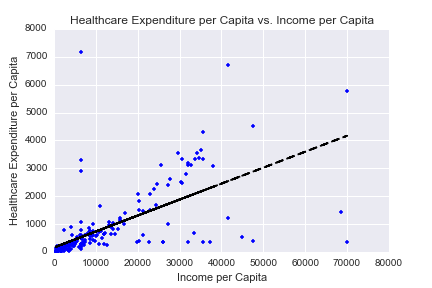 Healthcare Expenditure per Capita vs. Income per Capita
8000
7000
6000
5000
4000
3000
2000
1000
0
Healthcare Expenditure per Capita
0 10000 20000 30000 40000 50000 60000 70000 80000
Income per Capita